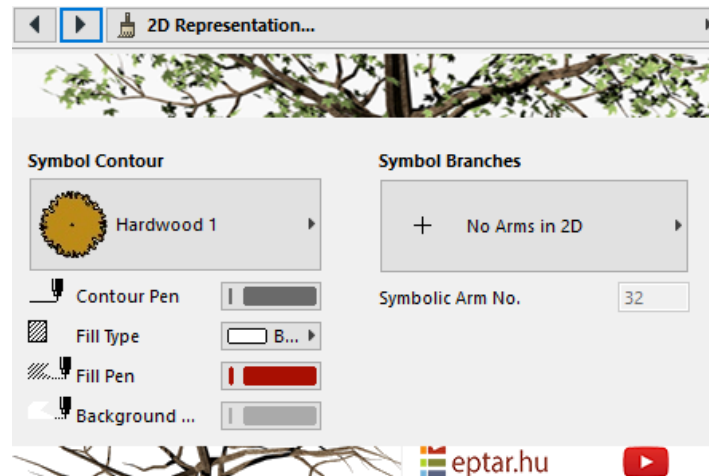 2D Representation...
Symbol Contour
Symbol Branches
Hardwood 1
No Arms in 2D
Contour Pen
Symbolic Arm No.
32
Fill Type
B...
Fill Pen
Background ...
eptar.hu